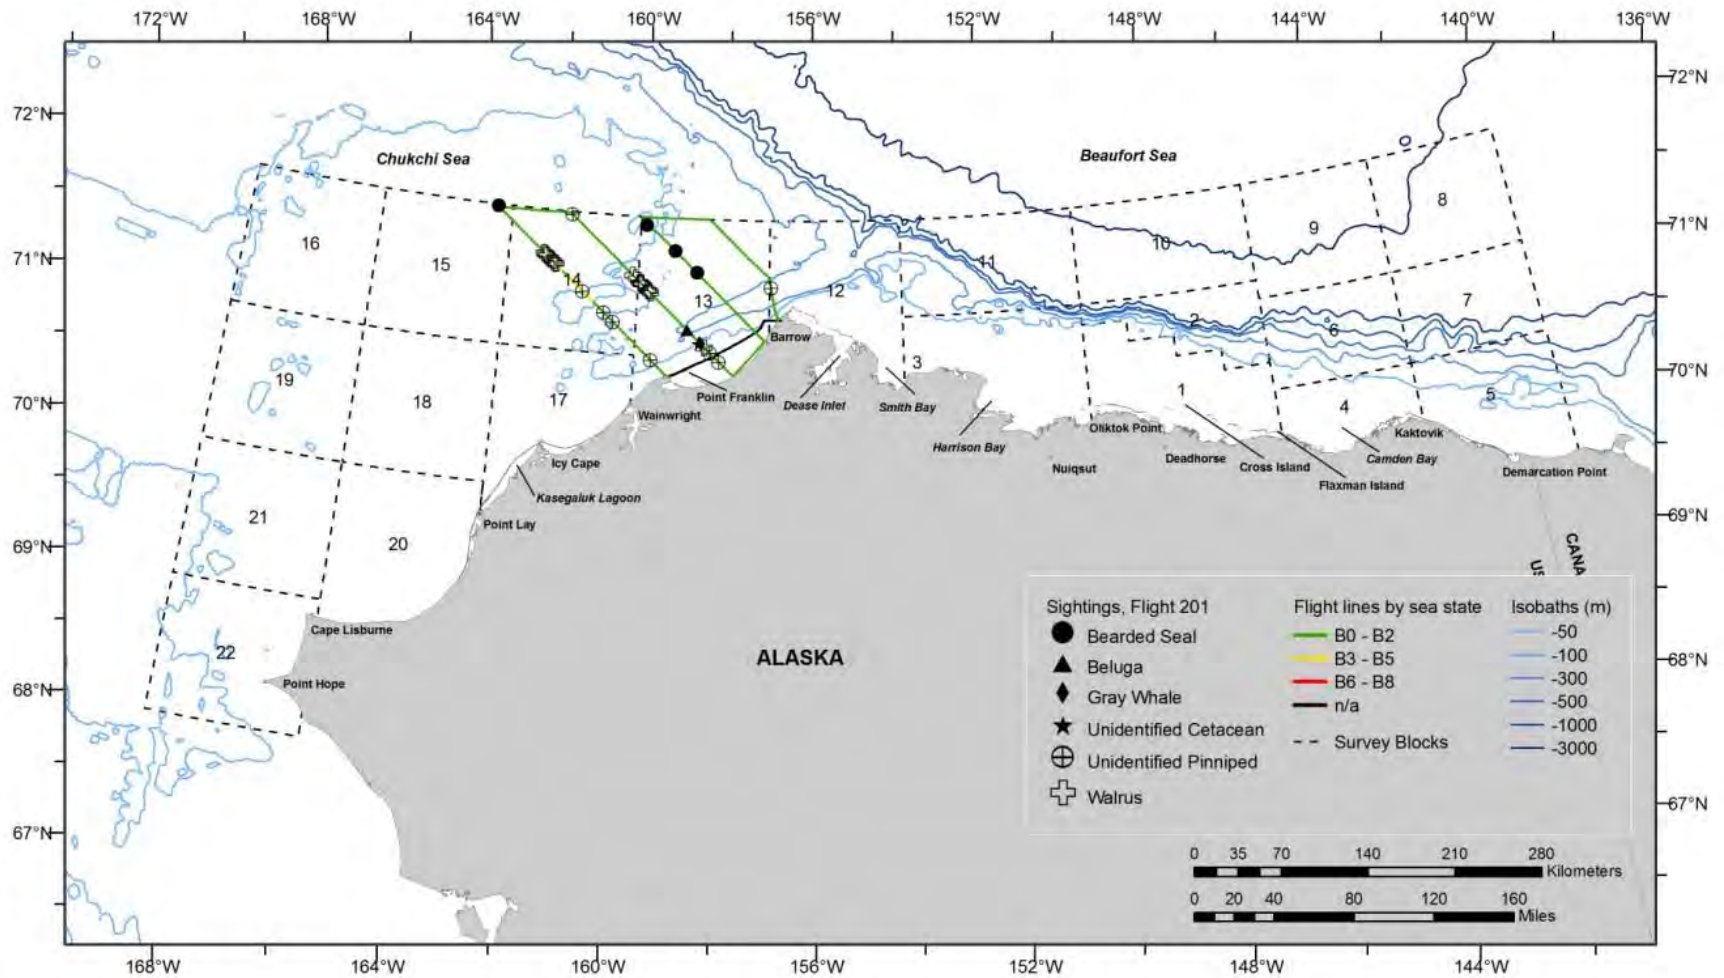 172°W 168°W 164°W 160°W 156°W 152°W 148°W 144°W 140°W 136°W
72°N
72°N
Chukchi Sea
Beaufort Sea
8
9
71°N
16
15
10
71°N
11
14
13
12
7
2
6
Barrow
3
70°N
19
18
17
Point Franklin
Dease Inlet
Smith Bay
1
4
5
70°N
Wainwright
Harrison Bay
Oliktok Point
Kaktovik
Icy Cape
Nuiqsut
Deadhorse
Cross Island
Camden Bay
Demarcation Point
Kasegaluk Lagoon
Flaxman Island
21
20
Point Lay
69°N
69°N
CANA
US
Cape Lisburne
22
Point Hope
ALASKA
68°N
68°N
67°N
67°N
Sightings, Flight 201
Bearded Seal
Beluga
Gray Whale
Unidentified Cetacean
Unidentified Pinniped
Walrus
Flight lines by sea state
B0 - B2
B3 - B5
B6 - B8
n/a
Survey Blocks
Isobaths (m)
-50
-100
-300
-500
-1000
-3000
0 35 70 140 210 280
Kilometers
0 20 40 80 120 160
Miles
168°W 164°W 160°W 156°W 152°W 148°W 144°W 140°W